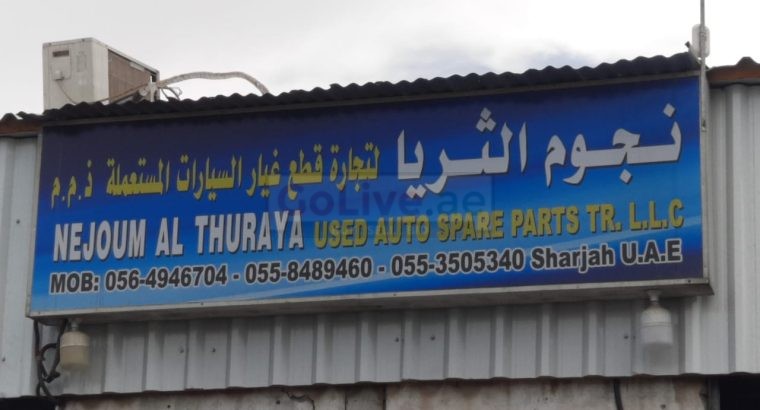 نجوم الثريا لتجارة قطع غيار السيارات المستعملة ذ.م.م
GoLive.ae
NEJOUM AL THURAYA USED AUTO SPARE PARTS TR. L.L.C
MOB: 056-4946704 - 055-8489460 - 055-3505340 Sharjah U.A.E